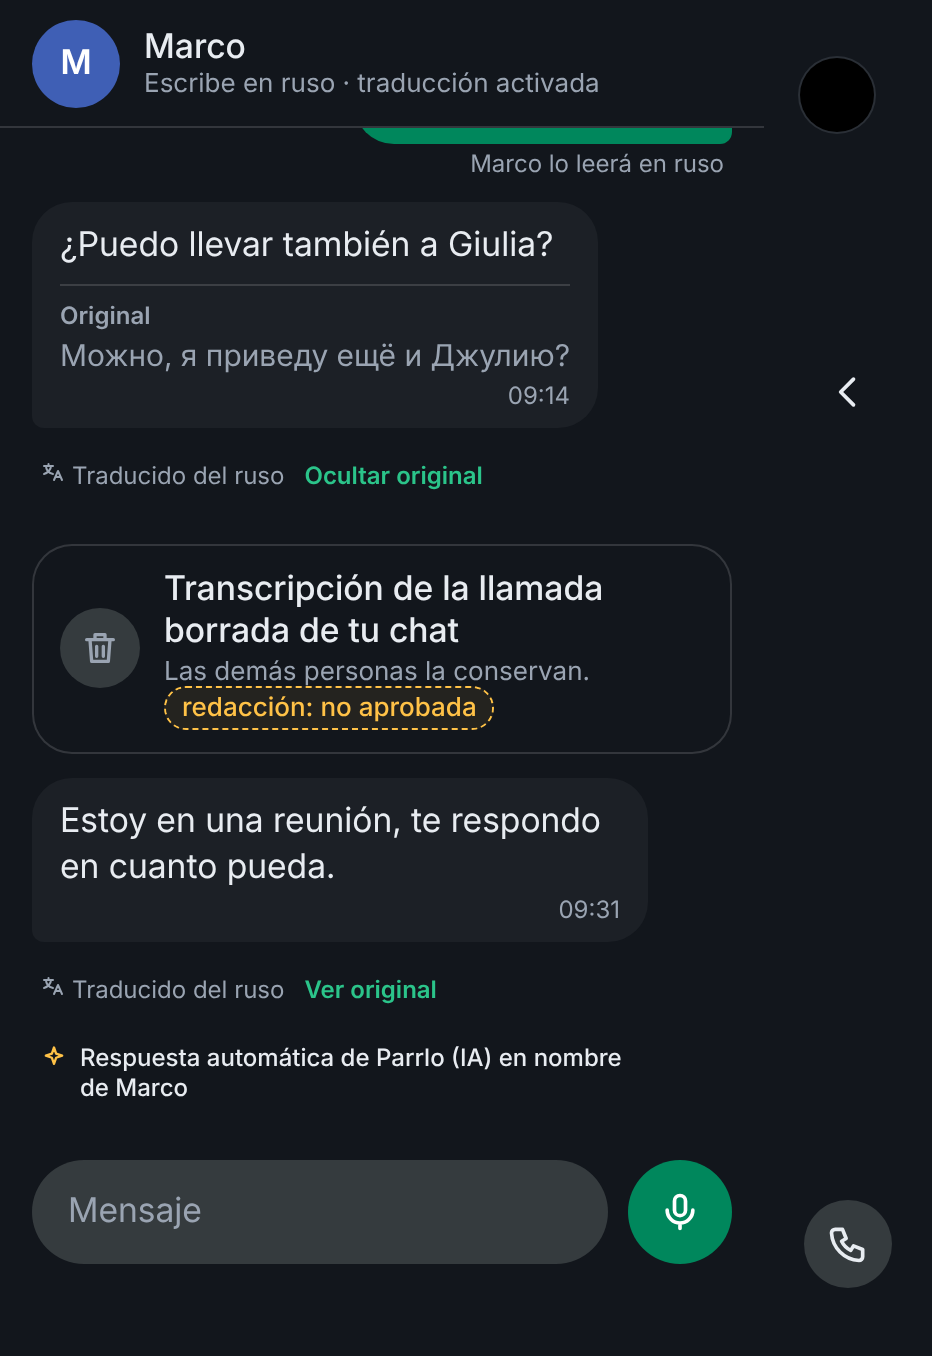 M
Marco
Escribe en ruso · traducción activada
Marco lo leerá en ruso
¿Puedo llevar también a Giulia?
Original
Можно, я приведу ещё и Джулию?
09:14
Traducido del ruso Ocultar original
Transcripción de la llamada
borrada de tu chat
Las demás personas la conservan.
redacción: no aprobada
Estoy en una reunión, te respondo
en cuanto pueda.
09:31
Traducido del ruso Ver original
Respuesta automática de Parrlo (IA) en nombre
de Marco
Mensaje